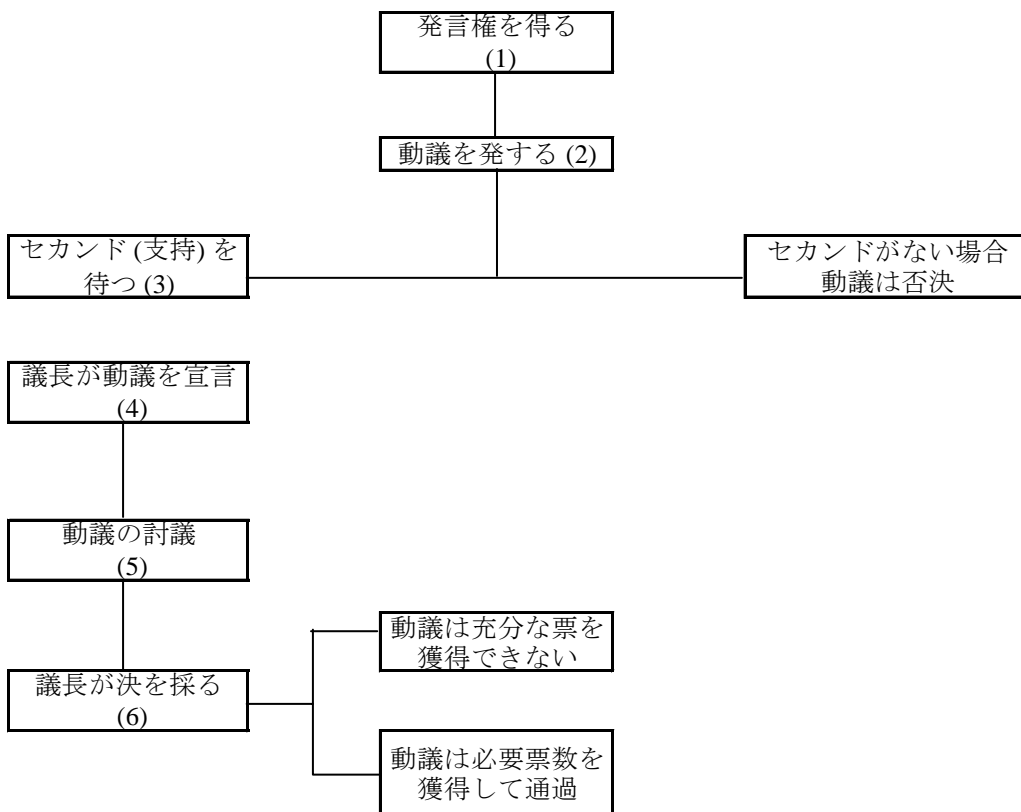 発言権を得る
(1)
動議を発する (2)
セカンド (支持) を
待つ (3)
セカンドがない場合
動議は否決
議長が動議を宣言
(4)
動議の討議
(5)
議長が決を採る
(6)
動議は充分な票を
獲得できない
動議は必要票数を
獲得して通過